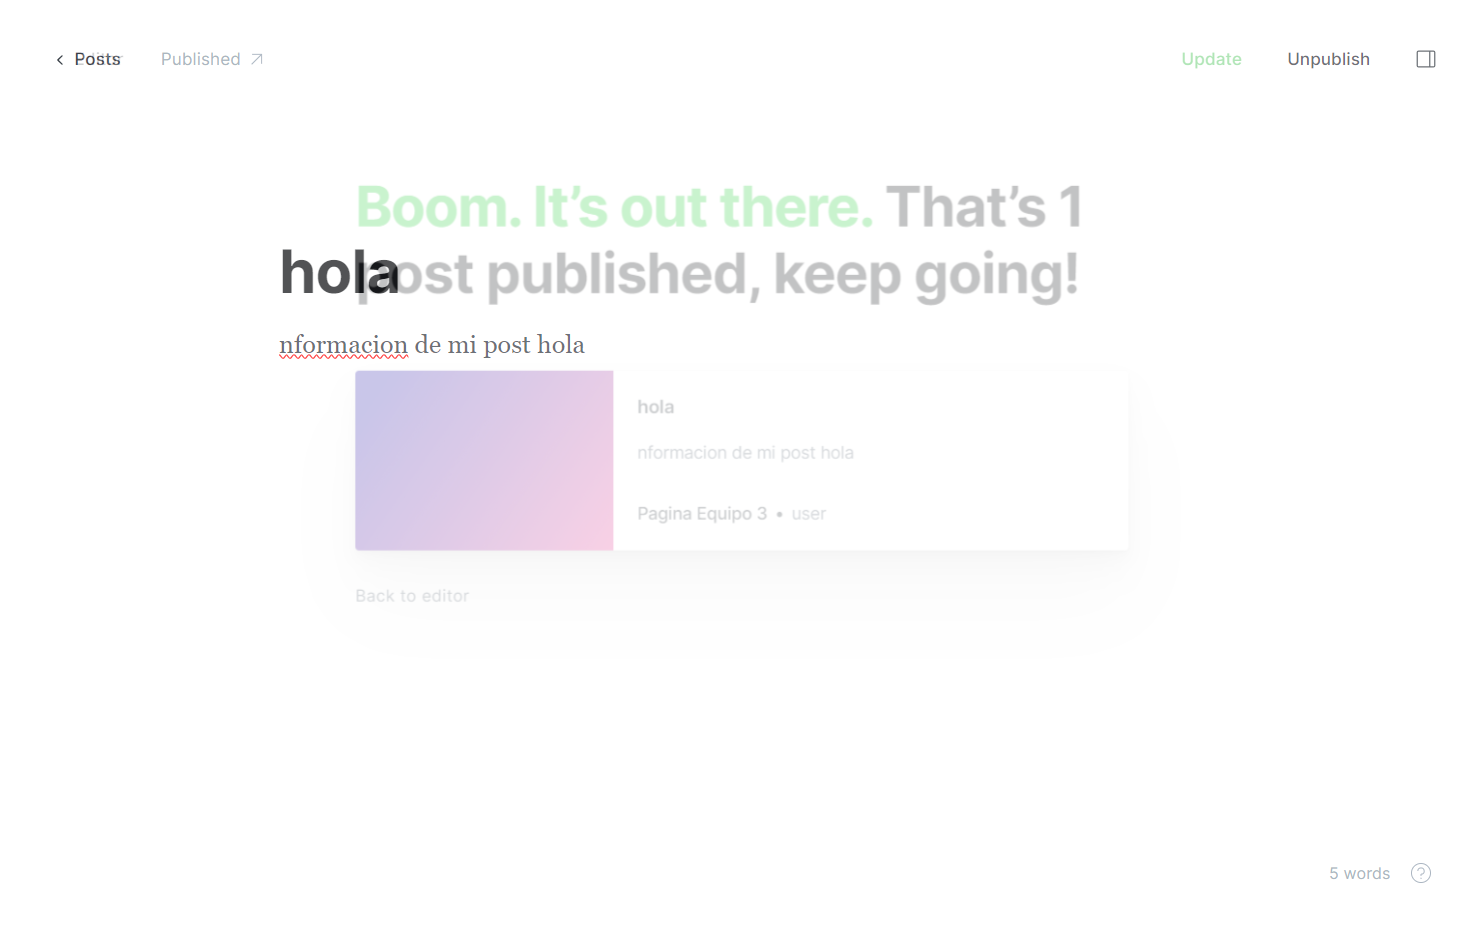 Posts
Editor
Published
Update
Unpublish
Boom. It’s out there. That’s 1
post published, keep going!
hola
nformacion de mi post hola
hola
nformacion de mi post hola
Pagina Equipo 3 • user
Back to editor
5 words
?